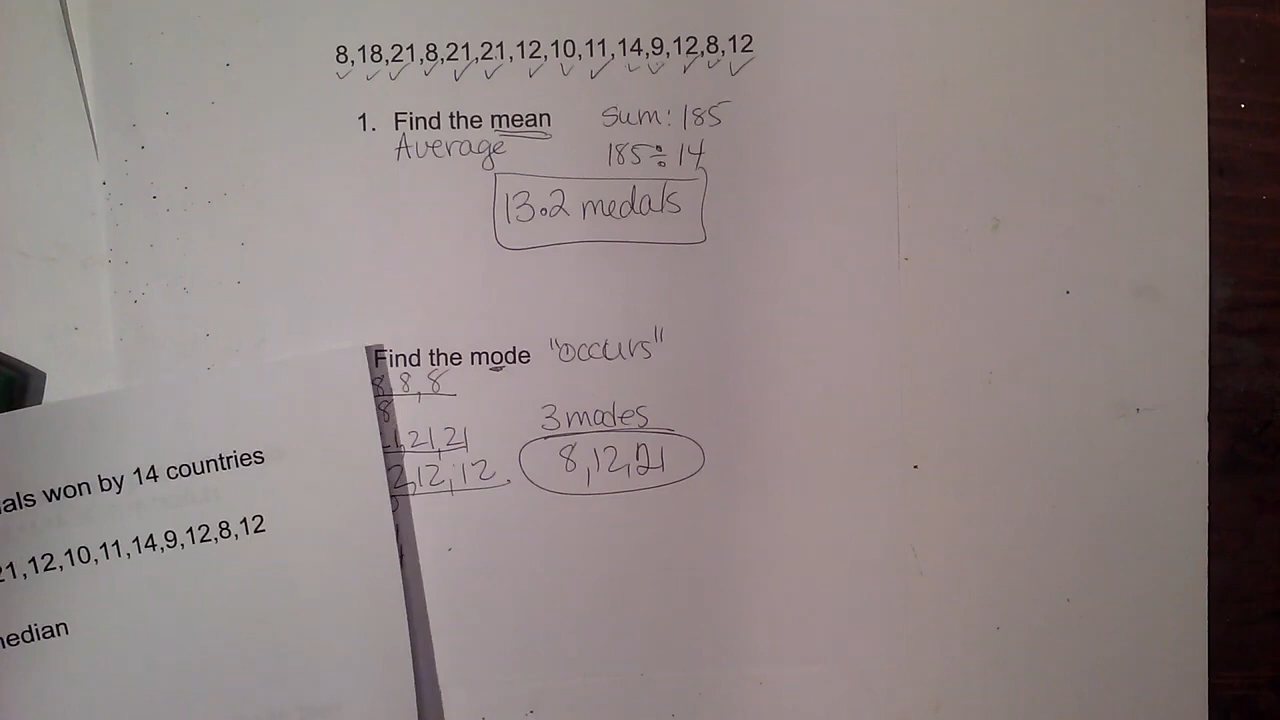 8,18,21,8,21,21,12,10,11,14,9,12,8,12
1. Find the mean
Sum: 185
Average
185÷14
13.2 medals
Find the mode "occurs"
8,8,8
8
1,21,21
2,12,12
3 modes
8,12,21
als won by 14 countries
21,12,10,11,14,9,12,8,12
nedian